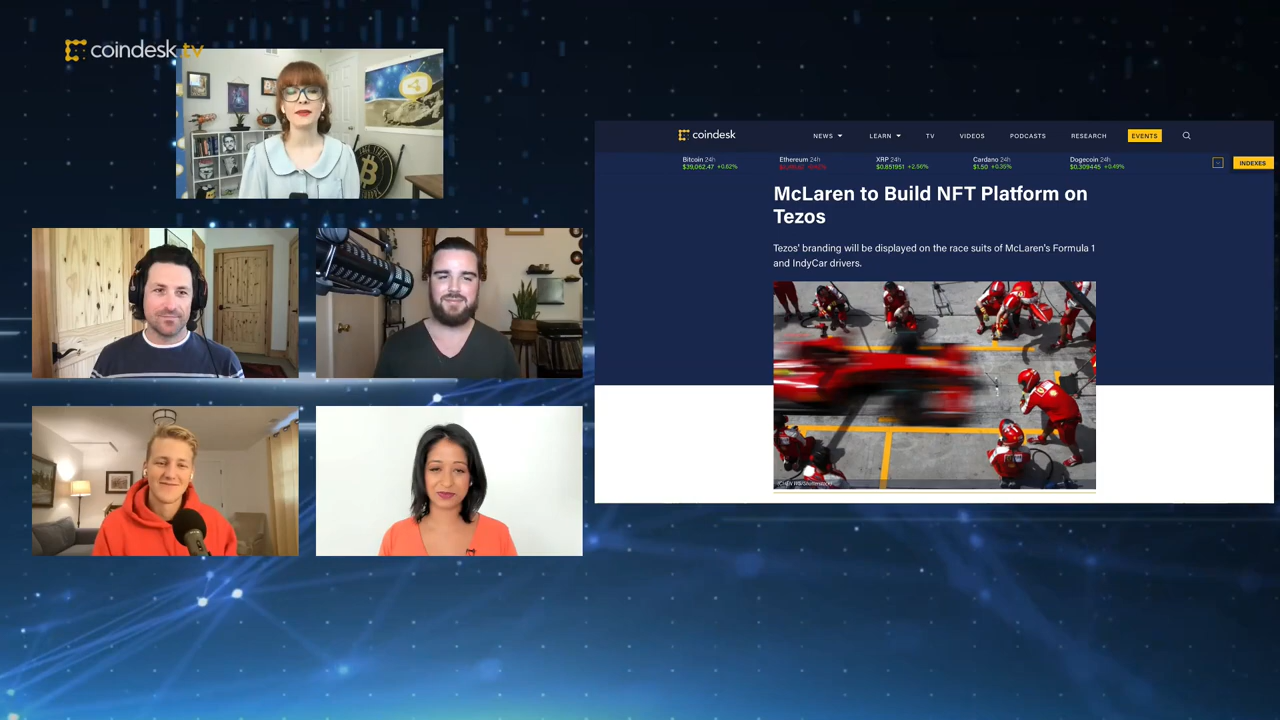 coindesk tv
coindesk
NEWS
LEARN
TV
VIDEOS
PODCASTS
RESEARCH
EVENTS
Bitcoin 24h
$39,062.47 +0.62%
Ethereum 24h
XRP 24h
$0.851951 +2.56%
Cardano 24h
$1.50 +0.35%
Dogecoin 24h
$0.309445 +0.49%
INDEXES
McLaren to Build NFT Platform on
Tezos
Tezos' branding will be displayed on the race suits of McLaren's Formula 1
and IndyCar drivers.